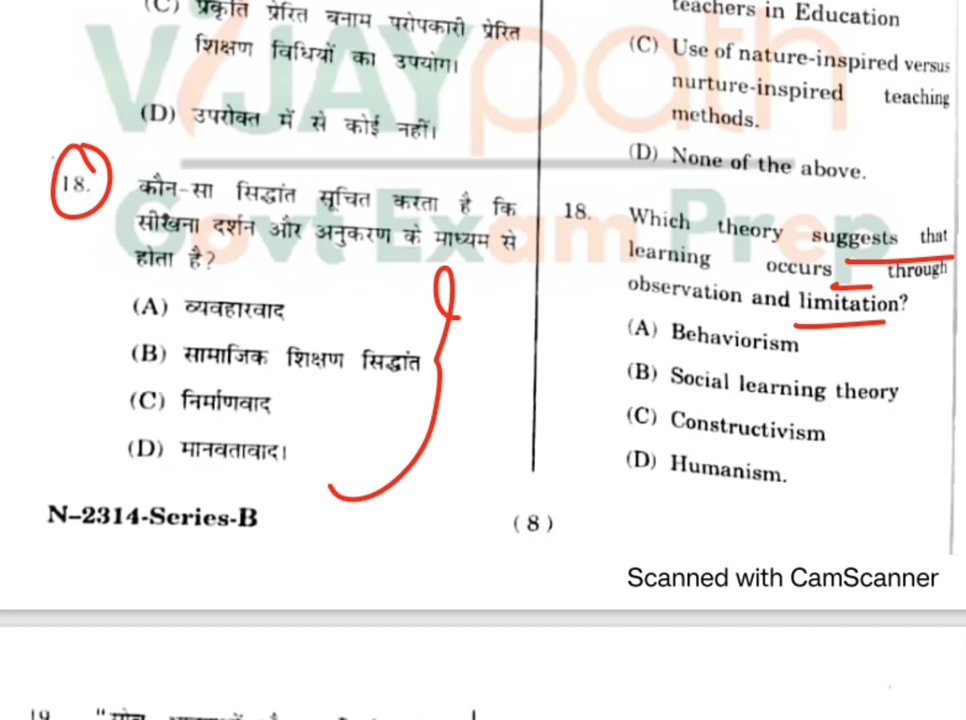 (C) प्रकृति प्रेरित बनाम परोपकारी प्रेरित
शिक्षण विधियों का उपयोग।
(D) उपरोक्त में से कोई नहीं।
18. कौन-सा सिद्धांत सूचित करता है कि
सीखना दर्शन और अनुकरण के माध्यम से
होता है?
(A) व्यवहारवाद
(B) सामाजिक शिक्षण सिद्धांत
(C) निर्माणवाद
(D) मानवतावाद।
teachers in Education
(C) Use of nature-inspired versus
nurture-inspired teaching
methods.
(D) None of the above.
18. Which theory suggests that
learning occurs through
observation and limitation?
(A) Behaviorism
(B) Social learning theory
(C) Constructivism
(D) Humanism.
N–2314-Series-B
(8)
Scanned with CamScanner
VIJAYpath
Govt Exam Prep